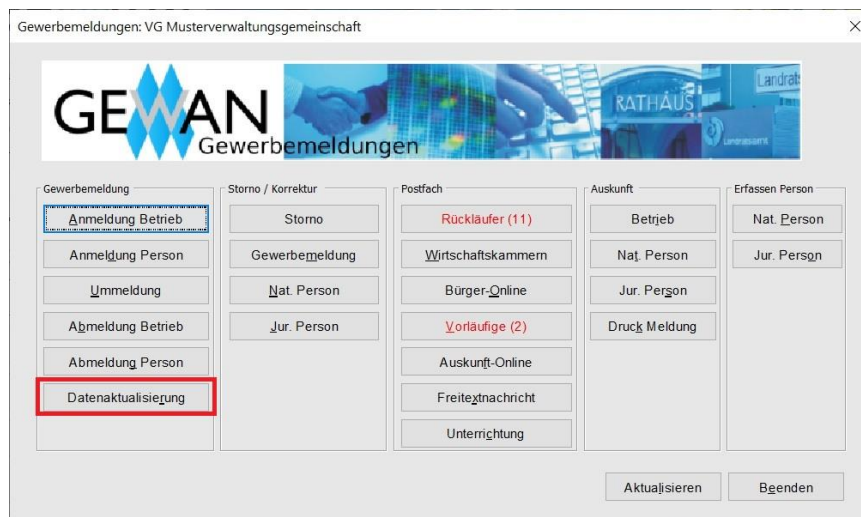 Gewerbemeldungen: VG Musterverwaltungsgemeinschaft
GEWAN
Gewerbemeldungen
RATHAUS
Landrats
Landratsamt
Gewerbemeldung
Anmeldung Betrieb
Anmeldung Person
Ummeldung
Abmeldung Betrieb
Abmeldung Person
Datenaktualisierung
Storno / Korrektur
Storno
Gewerbemeldung
Nat. Person
Jur. Person
Postfach
Rückläufer (11)
Wirtschaftskammern
Bürger-Online
Vorläufige (2)
Auskunft-Online
Freitextnachricht
Unterrichtung
Auskunft
Betrieb
Nat. Person
Jur. Person
Druck Meldung
Erfassen Person
Nat. Person
Jur. Person
Aktualisieren
Beenden